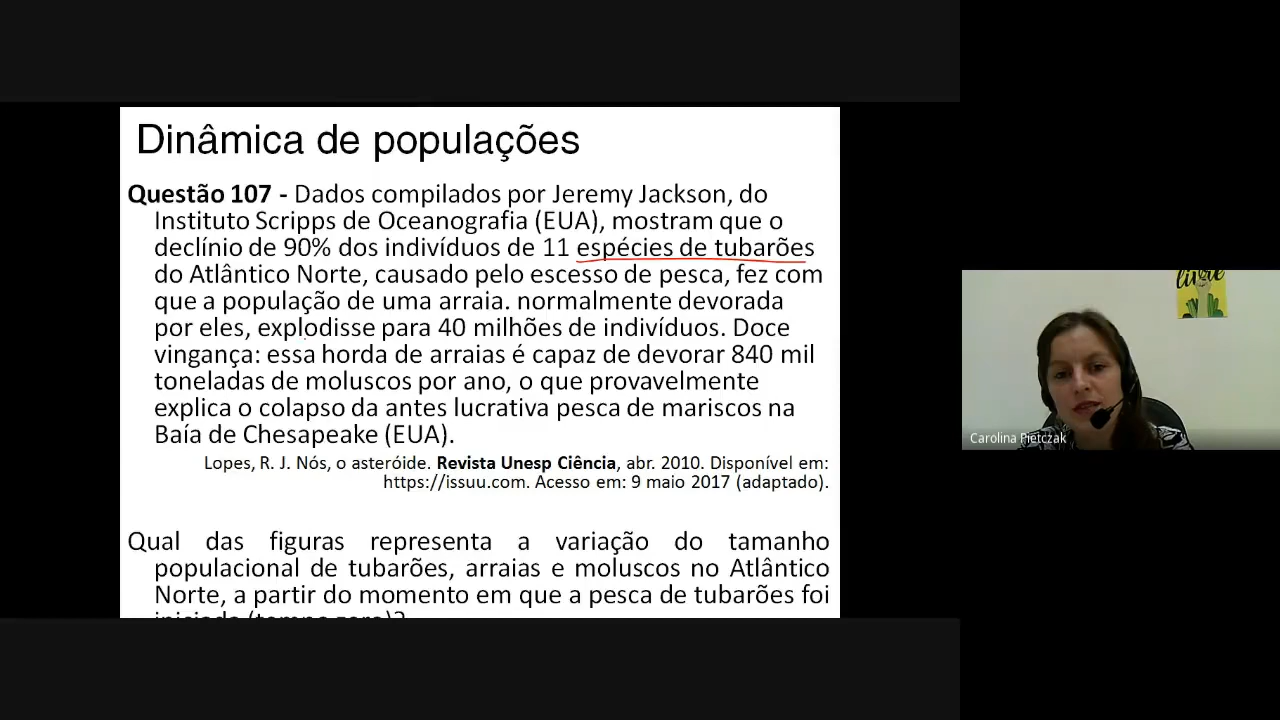 Dinâmica de populações
Questão 107 - Dados compilados por Jeremy Jackson, do
Instituto Scripps de Oceanografia (EUA), mostram que o
declínio de 90% dos indivíduos de 11 espécies de tubarões
do Atlântico Norte, causado pelo escesso de pesca, fez com
que a população de uma arraia. normalmente devorada
por eles, explodisse para 40 milhões de indivíduos. Doce
vingança: essa horda de arraias é capaz de devorar 840 mil
toneladas de moluscos por ano, o que provavelmente
explica o colapso da antes lucrativa pesca de mariscos na
Baía de Chesapeake (EUA).
Lopes, R. J. Nós, o asteróide. Revista Unesp Ciência, abr. 2010. Disponível em:
https://issuu.com. Acesso em: 9 maio 2017 (adaptado).
Qual das figuras representa a variação do tamanho
populacional de tubarões, arraias e moluscos no Atlântico
Norte, a partir do momento em que a pesca de tubarões foi
iniciada (tempo zero)?
livre
Carolina Pietczak